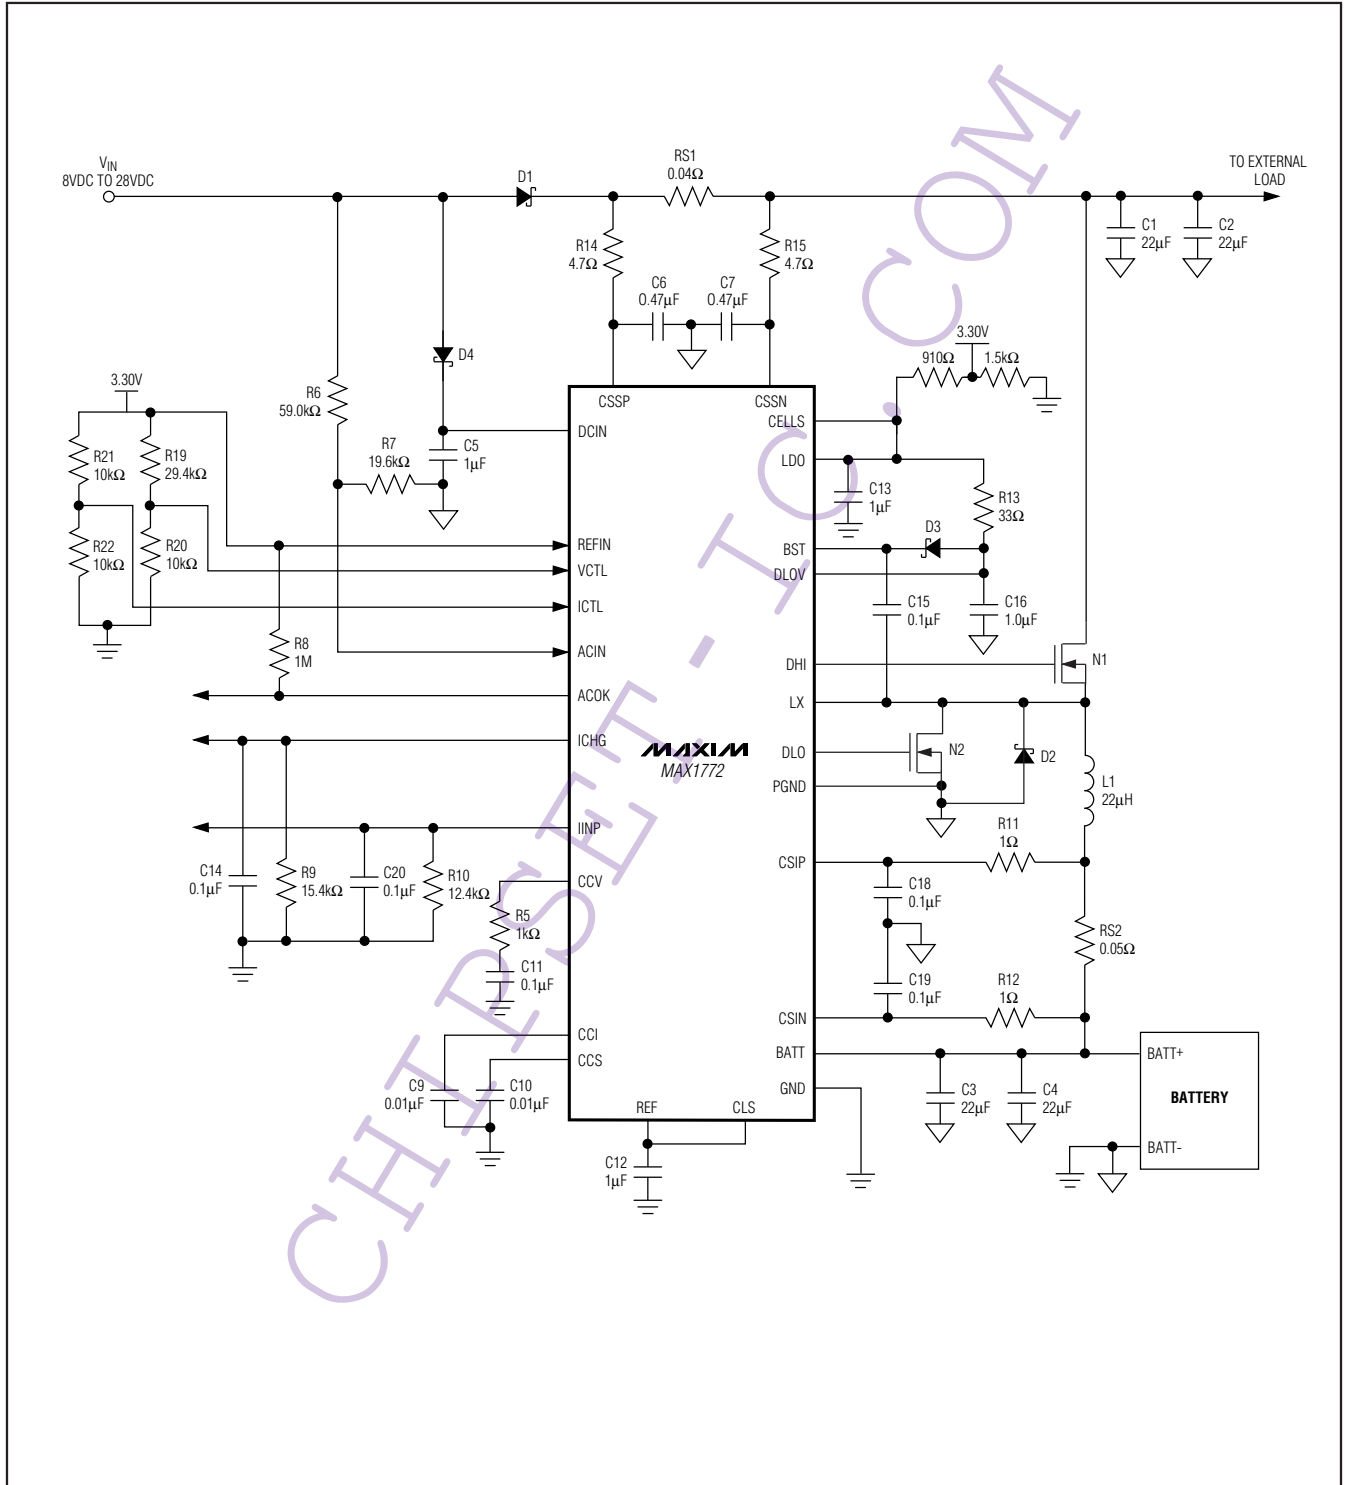 VIN
8VDC TO 28VDC
D1
RS1
0.04Ω
TO EXTERNAL
LOAD
R14
4.7Ω
R15
4.7Ω
C1
22µF
C2
22µF
C6
0.47µF
C7
0.47µF
D4
3.30V
910Ω
1.5kΩ
3.30V
R6
59.0kΩ
CSSP
CSSN
CELLS
DCIN
R7
19.6kΩ
C5
1µF
R21
10kΩ
R19
29.4kΩ
LDO
C13
1µF
R13
33Ω
D3
R22
10kΩ
R20
10kΩ
REFIN
BST
VCTL
DLOV
ICTL
C15
0.1µF
C16
1.0µF
R8
1M
ACIN
DHI
N1
ACOK
LX
ICHG
MAXIM
MAX1772
DLO
N2
D2
PGND
L1
22µH
IINP
R11
1Ω
CSIP
C14
0.1µF
R9
15.4kΩ
C20
0.1µF
R10
12.4kΩ
CCV
C18
0.1µF
R5
1kΩ
RS2
0.05Ω
C11
0.1µF
C19
0.1µF
R12
1Ω
CSIN
CCI
BATT
BATT+
CCS
C9
0.01µF
C10
0.01µF
GND
C3
22µF
C4
22µF
BATTERY
REF
CLS
BATT-
C12
1µF
CHIPSET-IC.COM